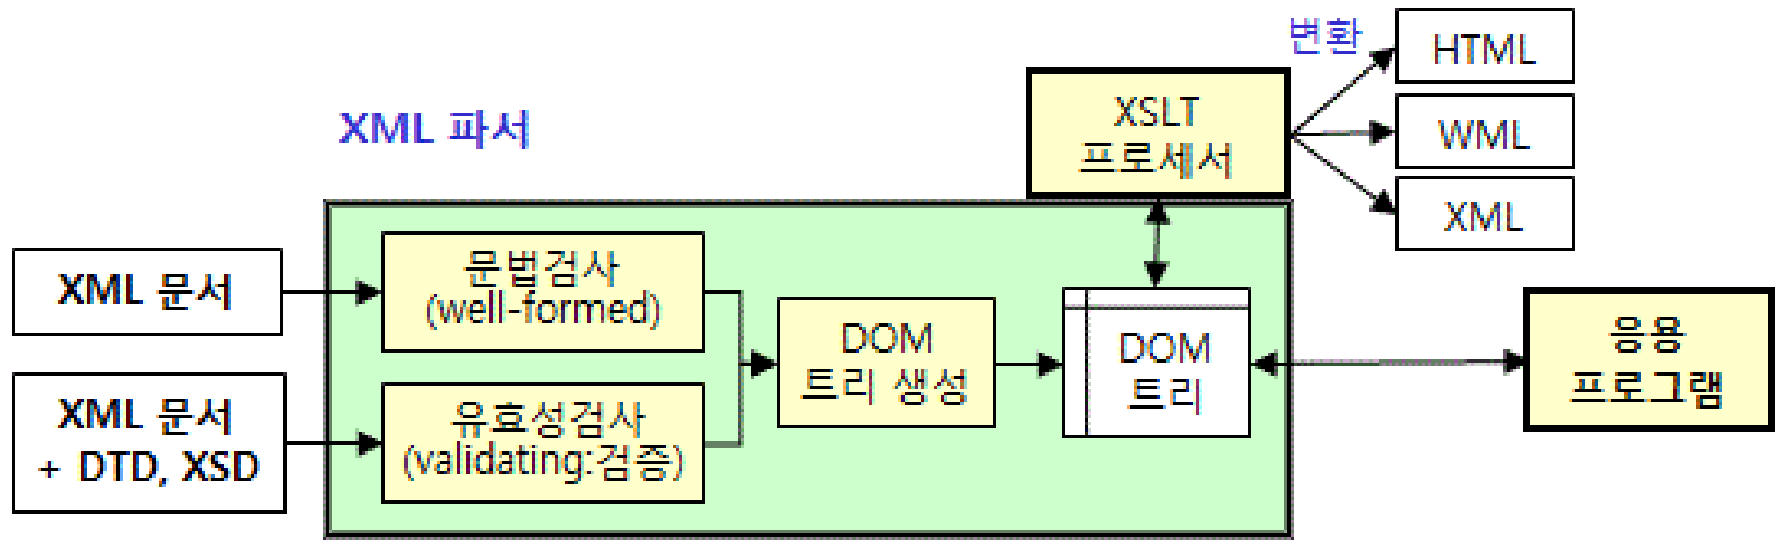 변환
HTML
XSLT
프로세서
WML
XML
XML 파서
XML 문서
문법검사
(well-formed)
XML 문서
+ DTD, XSD
유효성검사
(validating:검증)
DOM
트리 생성
DOM
트리
응용
프로그램